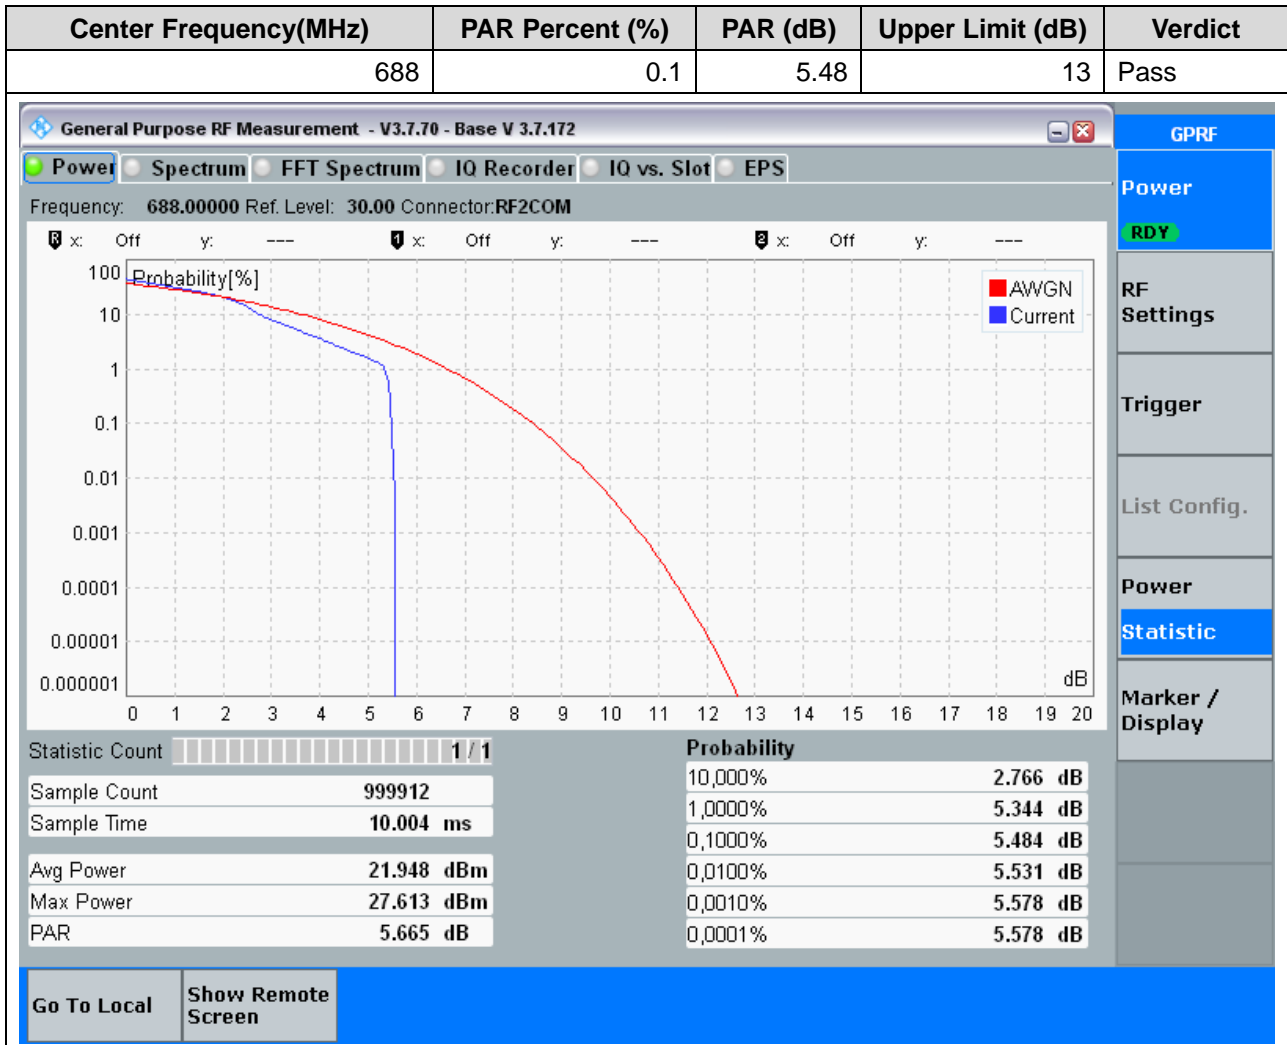 Center Frequency(MHz) PAR Percent (%) PAR (dB) Upper Limit (dB) Verdict
688 0.1 5.48 13 Pass
General Purpose RF Measurement - V3.7.70 - Base V 3.7.172
GPRF
Power Spectrum FFT Spectrum IQ Recorder IQ vs. Slot EPS
Frequency: 688.00000 Ref. Level: 30.00 Connector:RF2COM
R x: Off y: --- 1 x: Off y: --- 2 x: Off y: ---
Probability[%]
AWGN
Current
100
10
1
0.1
0.01
0.001
0.0001
0.00001
0.000001
dB
0 1 2 3 4 5 6 7 8 9 10 11 12 13 14 15 16 17 18 19 20
Statistic Count 1 / 1
Sample Count 999912
Sample Time 10.004 ms
Avg Power 21.948 dBm
Max Power 27.613 dBm
PAR 5.665 dB
Probability
10,000% 2.766 dB
1,0000% 5.344 dB
0,1000% 5.484 dB
0,0100% 5.531 dB
0,0010% 5.578 dB
0,0001% 5.578 dB
Power
RDY
RF
Settings
Trigger
List Config.
Power
Statistic
Marker /
Display
Go To Local
Show Remote
Screen